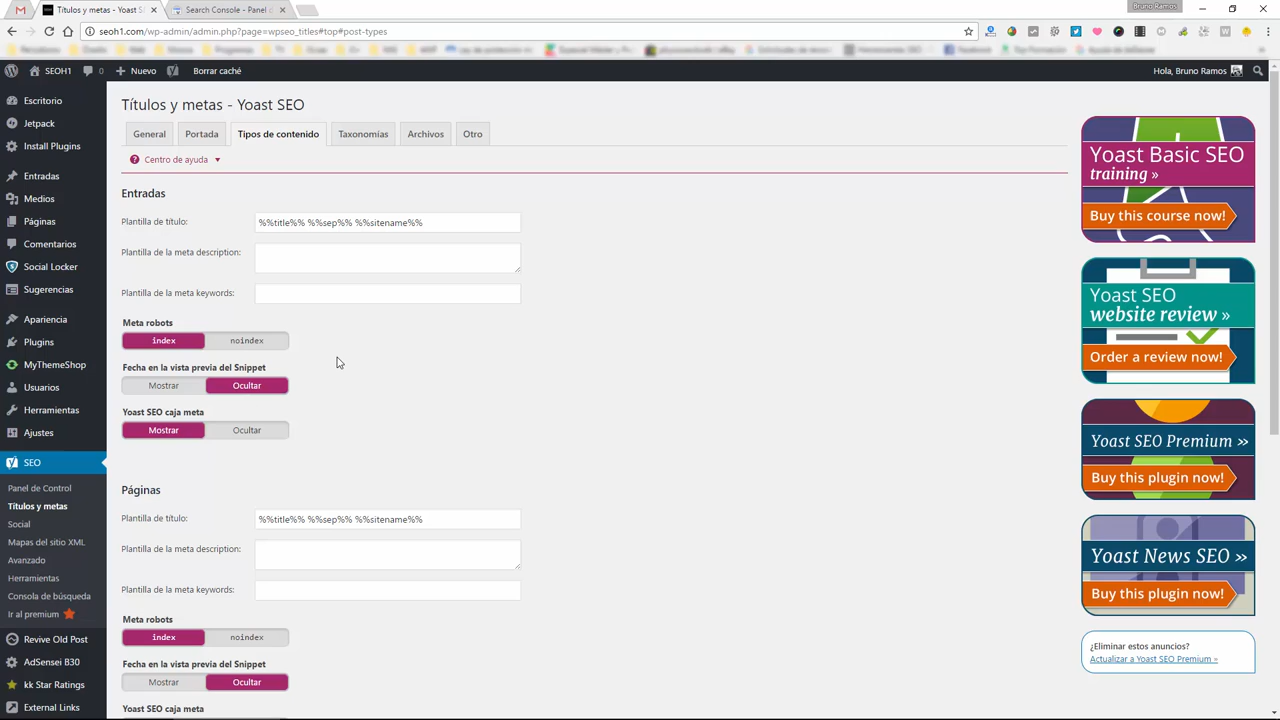 Títulos y metas - Yoast S
Search Console - Panel d
Bruno Ramos
seoh1.com/wp-admin/admin.php?page=wpseo_titles#top#post-types
SEOH1
0
Nuevo
Borrar caché
Hola, Bruno Ramos
Escritorio
Jetpack
Install Plugins
Entradas
Medios
Páginas
Comentarios
Social Locker
Sugerencias
Apariencia
Plugins
MyThemeShop
Usuarios
Herramientas
Ajustes
SEO
Panel de Control
Títulos y metas
Social
Mapas del sitio XML
Avanzado
Herramientas
Consola de búsqueda
Ir al premium
Revive Old Post
AdSensei B30
kk Star Ratings
External Links
Títulos y metas - Yoast SEO
General
Portada
Tipos de contenido
Taxonomías
Archivos
Otro
Centro de ayuda
Entradas
Plantilla de título:
%%title%% %%sep%% %%sitename%%
Plantilla de la meta description:
Plantilla de la meta keywords:
Meta robots
index
noindex
Fecha en la vista previa del Snippet
Mostrar
Ocultar
Yoast SEO caja meta
Mostrar
Ocultar
Páginas
Plantilla de título:
%%title%% %%sep%% %%sitename%%
Plantilla de la meta description:
Plantilla de la meta keywords:
Meta robots
index
noindex
Fecha en la vista previa del Snippet
Mostrar
Ocultar
Yoast SEO caja meta
Yoast Basic SEO
training »
Buy this course now!
Yoast SEO
website review »
Order a review now!
Yoast SEO Premium »
Buy this plugin now!
Yoast News SEO »
Buy this plugin now!
¿Eliminar estos anuncios?
Actualizar a Yoast SEO Premium »